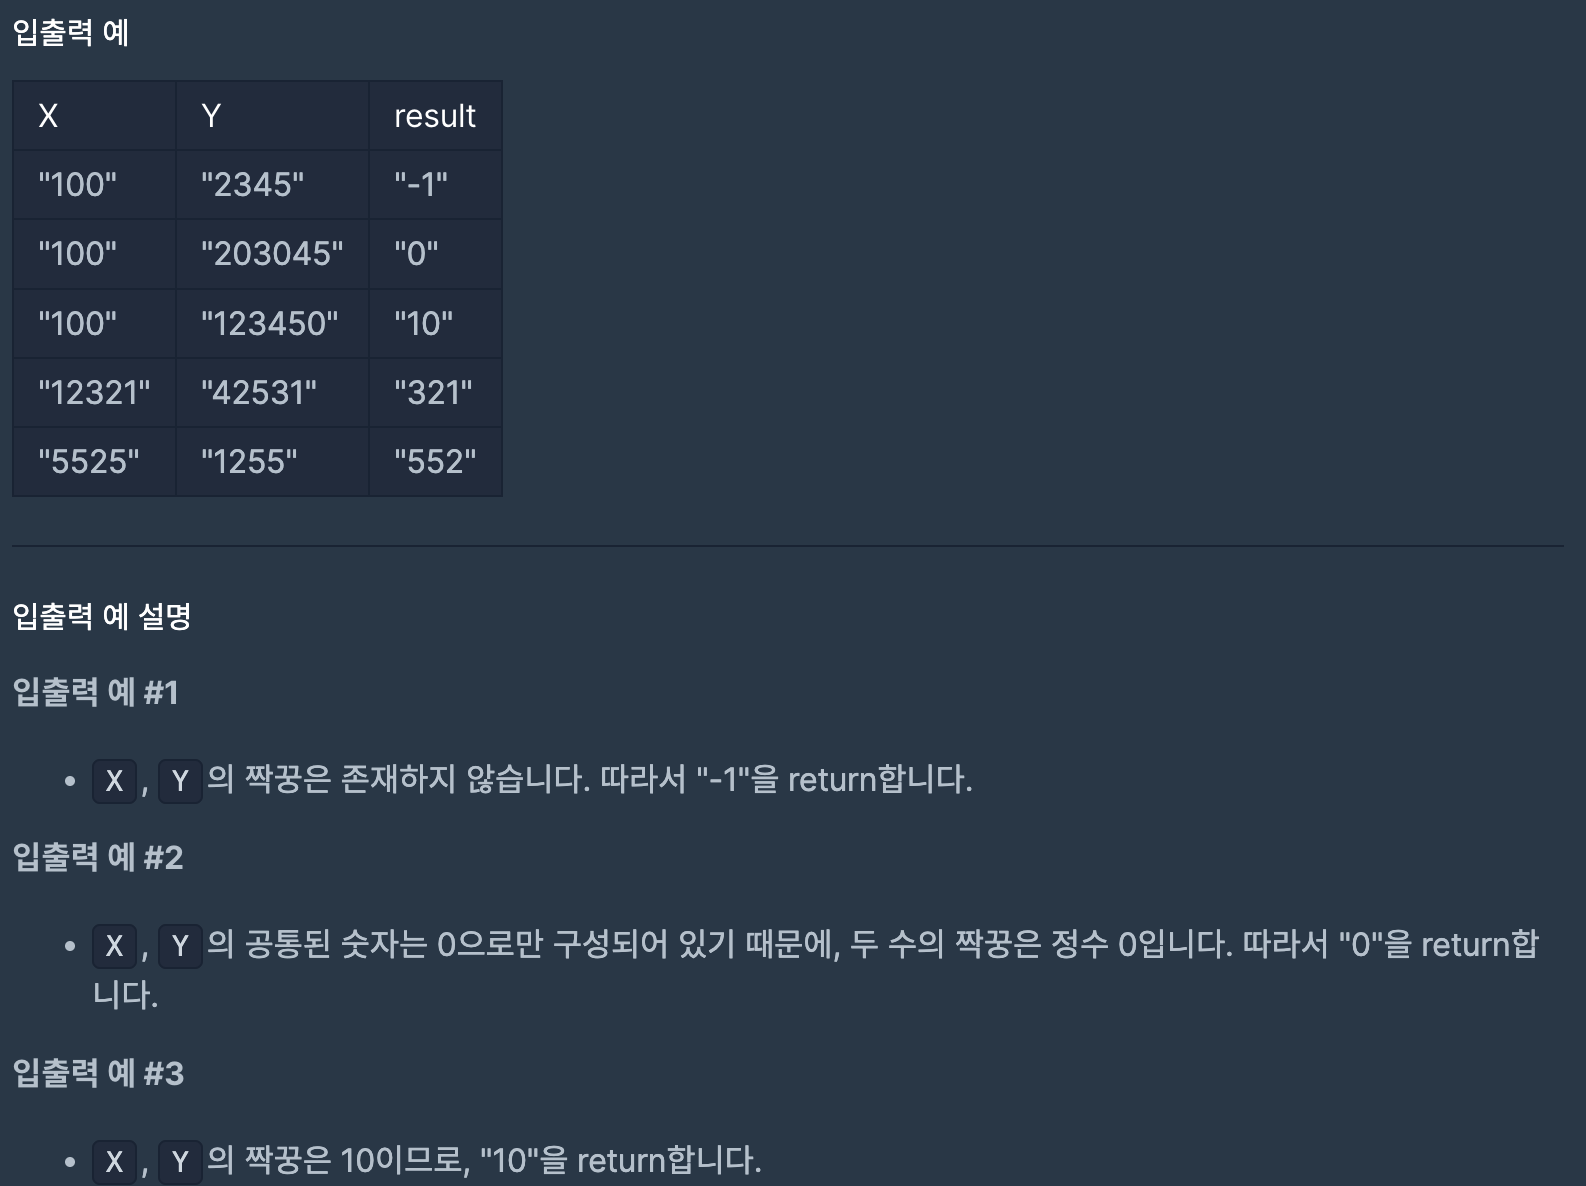 입출력 예
X Y result
"100" "2345" "-1"
"100" "203045" "0"
"100" "123450" "10"
"12321" "42531" "321"
"5525" "1255" "552"
입출력 예 설명
입출력 예 #1
• X, Y의 짝꿍은 존재하지 않습니다. 따라서 "-1"을 return합니다.
입출력 예 #2
• X, Y의 공통된 숫자는 0으로만 구성되어 있기 때문에, 두 수의 짝꿍은 정수 0입니다. 따라서 "0"을 return합
니다.
입출력 예 #3
• X, Y의 짝꿍은 10이므로, "10"을 return합니다.